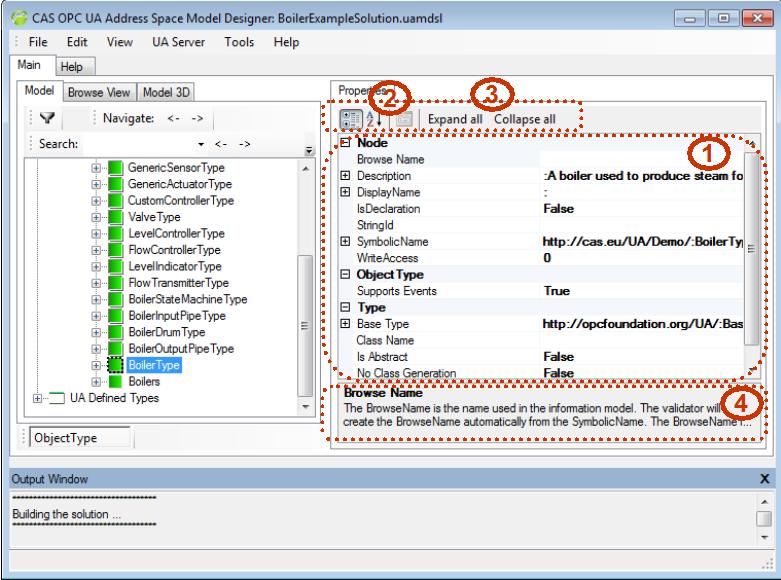 CAS OPC UA Address Space Model Designer: BoilerExampleSolution.uamdsl
File Edit View UA Server Tools Help
Main Help
Model Browse View Model 3D
Navigate: <- ->
Search: <- ->
GenericSensorType
GenericActuatorType
CustomControllerType
ValveType
LevelControllerType
FlowControllerType
LevelIndicatorType
FlowTransmitterType
BoilerStateMachineType
BoilerInputPipeType
BoilerDrumType
BoilerOutputPipeType
BoilerType
Boilers
UA Defined Types
ObjectType
2
3
Expand all Collapse all
1
Node
Browse Name
Description :A boiler used to produce steam fo
DisplayName :
IsDeclaration False
StringId
SymbolicName http://cas.eu/UA/Demo/:BoilerTy
WriteAccess 0
ObjectType
Supports Events True
Type
Base Type http://opcfoundation.org/UA/:Bas
Class Name
Is Abstract False
No Class Generation False
4
Browse Name
The BrowseName is the name used in the information model. The validator will
create the BrowseName automatically from the SymbolicName. The BrowseName
Output Window X
Building the solution ...